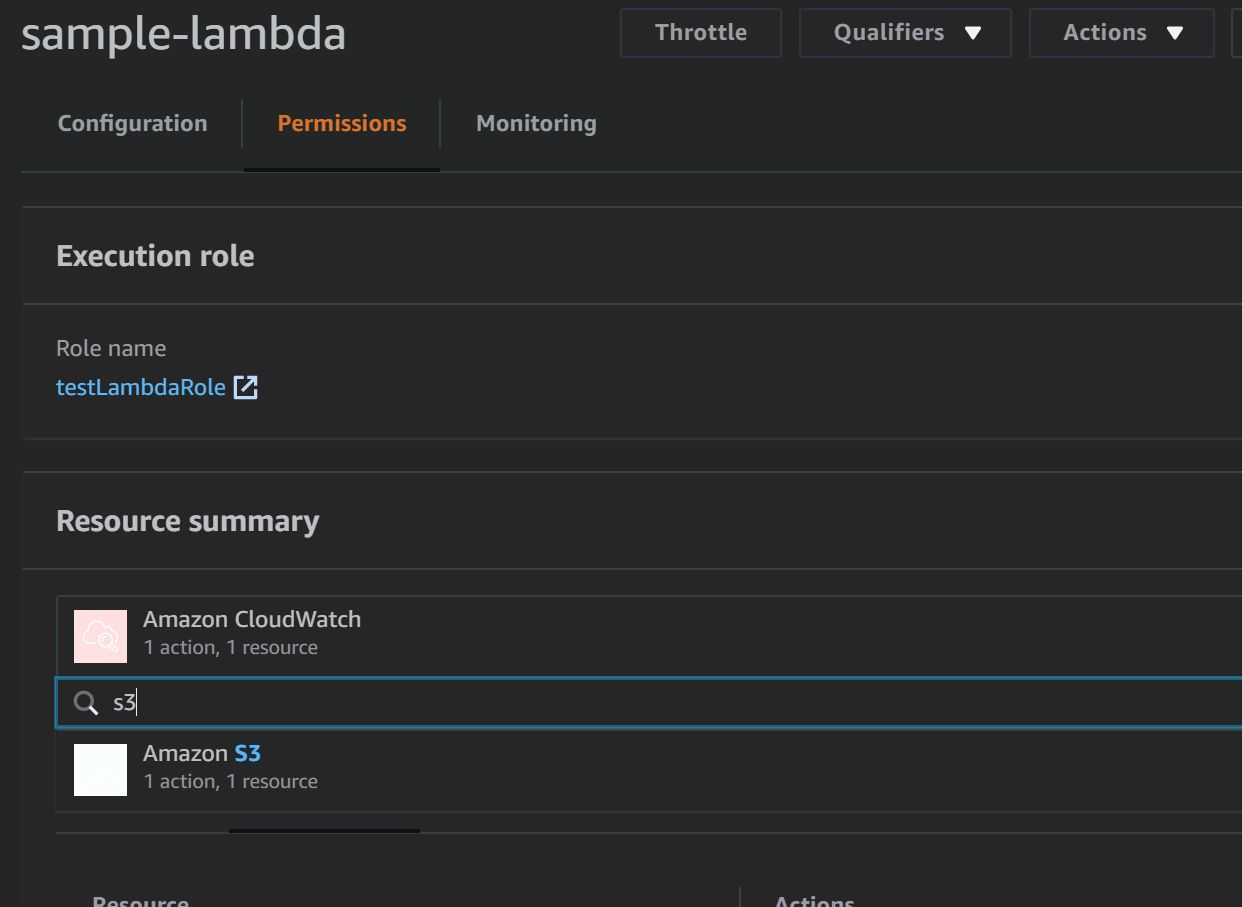 sample-lambda
Throttle
Qualifiers
Actions
Configuration
Permissions
Monitoring
Execution role
Role name
testLambdaRole
Resource summary
Amazon CloudWatch
1 action, 1 resource
s3
Amazon S3
1 action, 1 resource
Resource
Actions